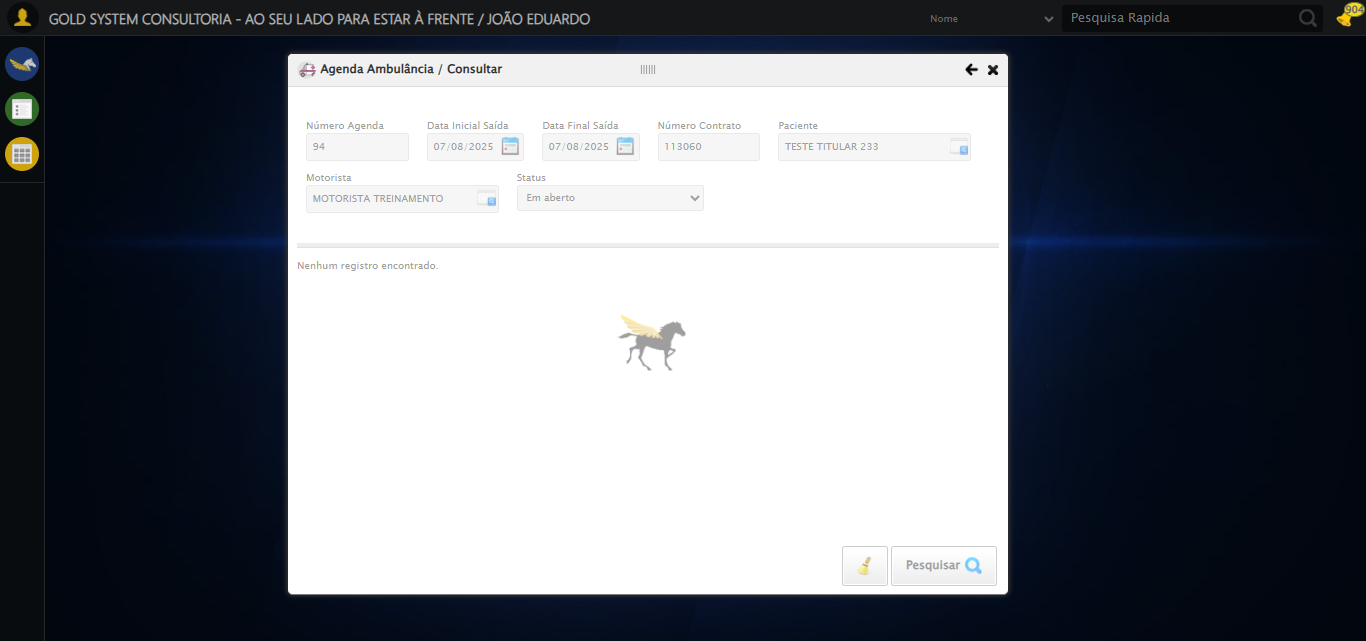 GOLD SYSTEM CONSULTORIA - AO SEU LADO PARA ESTAR À FRENTE / JOÃO EDUARDO
Nome
Pesquisa Rapida
904
Agenda Ambulância / Consultar
Número Agenda
Data Inicial Saída
Data Final Saída
Número Contrato
Paciente
94
07/08/2025
07/08/2025
113060
TESTE TITULAR 233
Motorista
Status
MOTORISTA TREINAMENTO
Em aberto
Nenhum registro encontrado.
Pesquisar